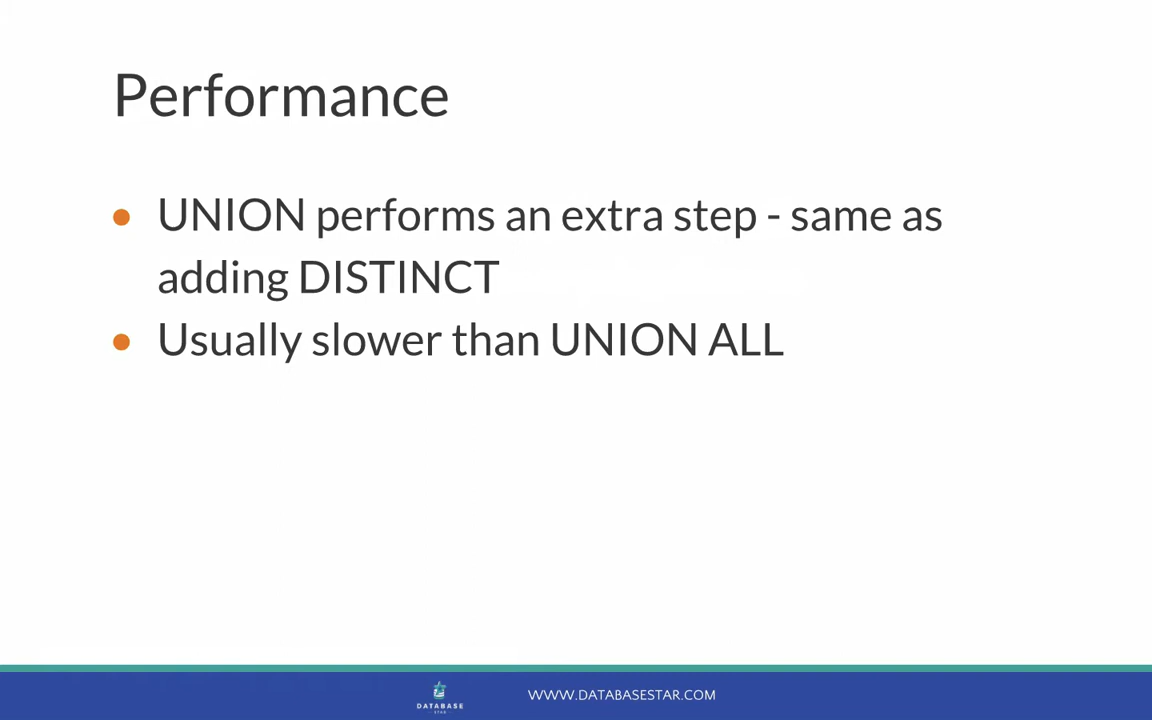 Performance
UNION performs an extra step - same as
adding DISTINCT
Usually slower than UNION ALL
DATABASE
STAR
WWW.DATABASESTAR.COM